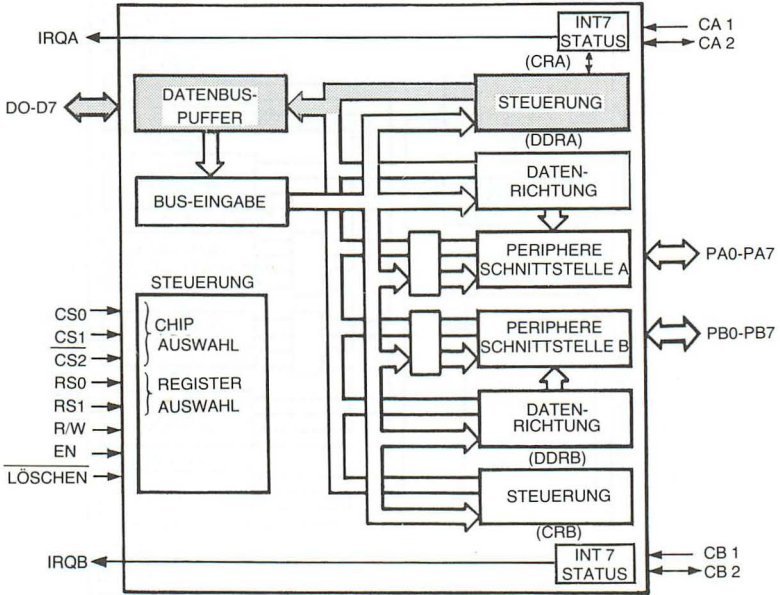 IRQA
INT7
STATUS
CA 1
CA 2
(CRA)
DO-D7
DATENBUS-
PUFFER
STEUERUNG
(DDRA)
DATEN-
RICHTUNG
BUS-EINGABE
PERIPHERE
SCHNITTSTELLE A
PA0-PA7
STEUERUNG
CS0
CS1
CS2
CHIP
AUSWAHL
RS0
RS1
REGISTER
AUSWAHL
R/W
EN
LÖSCHEN
PERIPHERE
SCHNITTSTELLE B
PB0-PB7
DATEN-
RICHTUNG
(DDRB)
STEUERUNG
(CRB)
IRQB
INT 7
STATUS
CB 1
CB 2